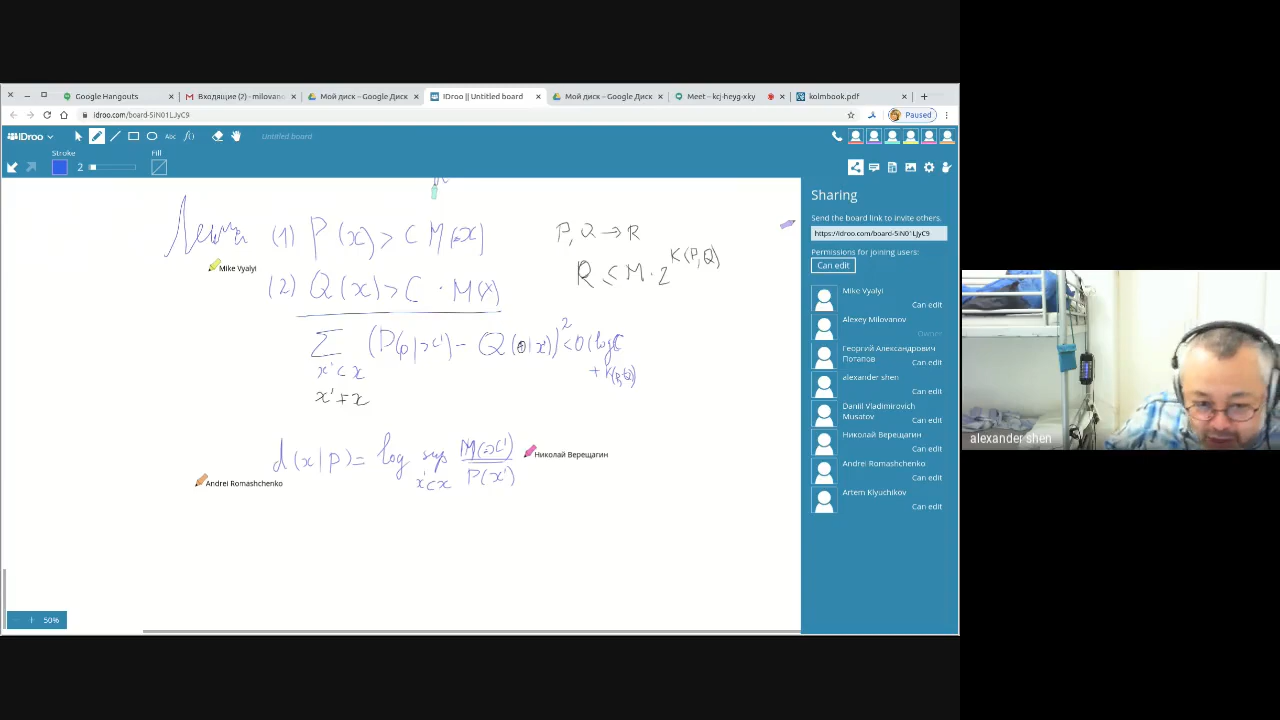 Google Hangouts
Входящие (2) - milovano
Мой диск – Google Диск
IDroo || Untitled board
Мой диск – Google Диск
Meet – kcj-heyg-xky
kolmbook.pdf
idroo.com/board-5iN01LJyC9
Paused
IDroo
Abc
f()
Untitled board
Stroke
Fill
2
Sharing
Send the board link to invite others.
https://idroo.com/board-5iN01LJyC9
Permissions for joining users:
Can edit
Mike Vyalyi
Can edit
Alexey Milovanov
Owner
Георгий Александрович
Потапов
Can edit
alexander shen
Can edit
Daniil Vladimirovich
Musatov
Can edit
Николай Верещагин
Can edit
Andrei Romashchenko
Can edit
Artem Klyuchikov
Can edit
(1) P(x) > C M(x)
Mike Vyalyi
(2) Q(x) > C · M(x)
P, Q → R
R ≤ M · 2^K(P,Q)
∑ (P(0|x') − Q(0|x'))² < O(log C
x' ⊂ x
+ K(P,Q))
x' ≠ x
d(x|P) = log sup M(x')/P(x')
x' ⊂ x
Николай Верещагин
Andrei Romashchenko
50%
alexander shen